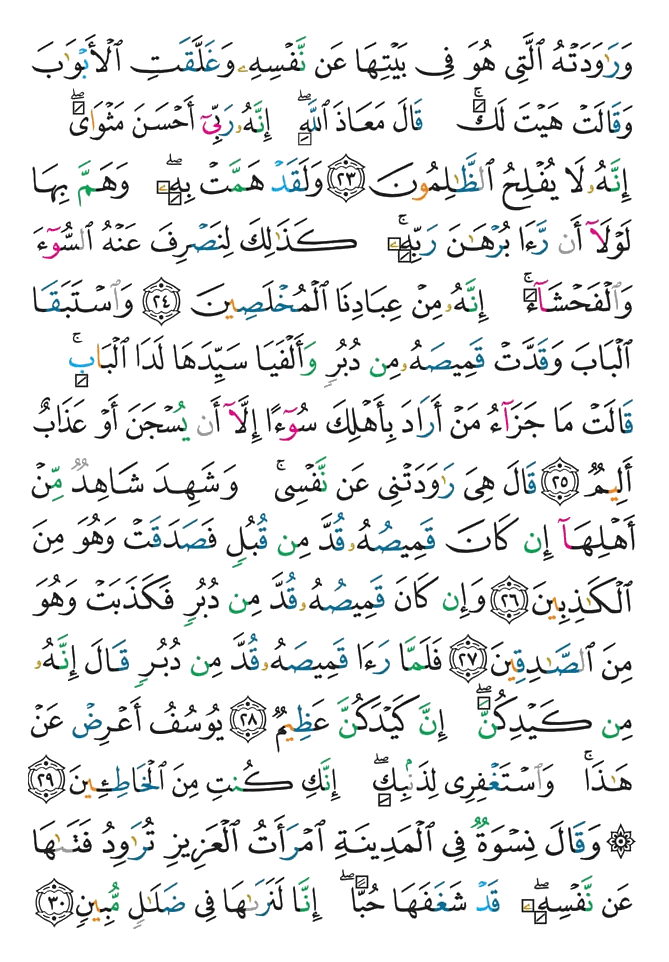 وَرَٰوَدَتْهُ ٱلَّتِى هُوَ فِى بَيْتِهَا عَن نَّفْسِهِۦ وَغَلَّقَتِ ٱلْأَبْوَٰبَ
وَقَالَتْ هَيْتَ لَكَ ۚ قَالَ مَعَاذَ ٱللَّهِ ۖ إِنَّهُۥ رَبِّىٓ أَحْسَنَ مَثْوَاىَ ۖ
إِنَّهُۥ لَا يُفْلِحُ ٱلظَّـٰلِمُونَ ۝٢٣ وَلَقَدْ هَمَّتْ بِهِۦ ۖ وَهَمَّ بِهَا
لَوْلَآ أَن رَّءَا بُرْهَـٰنَ رَبِّهِۦ ۚ كَذَٰلِكَ لِنَصْرِفَ عَنْهُ ٱلسُّوٓءَ
وَٱلْفَحْشَآءَ ۚ إِنَّهُۥ مِنْ عِبَادِنَا ٱلْمُخْلَصِينَ ۝٢٤ وَٱسْتَبَقَا
ٱلْبَابَ وَقَدَّتْ قَمِيصَهُۥ مِن دُبُرٍ وَأَلْفَيَا سَيِّدَهَا لَدَا ٱلْبَابِ ۚ
قَالَتْ مَا جَزَآءُ مَنْ أَرَادَ بِأَهْلِكَ سُوٓءًا إِلَّآ أَن يُسْجَنَ أَوْ عَذَابٌ
أَلِيمٌ ۝٢٥ قَالَ هِىَ رَٰوَدَتْنِى عَن نَّفْسِى ۚ وَشَهِدَ شَاهِدٌ مِّنْ
أَهْلِهَآ إِن كَانَ قَمِيصُهُۥ قُدَّ مِن قُبُلٍ فَصَدَقَتْ وَهُوَ مِنَ
ٱلْكَـٰذِبِينَ ۝٢٦ وَإِن كَانَ قَمِيصُهُۥ قُدَّ مِن دُبُرٍ فَكَذَبَتْ وَهُوَ
مِنَ ٱلصَّـٰدِقِينَ ۝٢٧ فَلَمَّا رَءَا قَمِيصَهُۥ قُدَّ مِن دُبُرٍ قَالَ إِنَّهُۥ
مِن كَيْدِكُنَّ ۖ إِنَّ كَيْدَكُنَّ عَظِيمٌ ۝٢٨ يُوسُفُ أَعْرِضْ عَنْ
هَـٰذَا ۚ وَٱسْتَغْفِرِى لِذَنۢبِكِ ۖ إِنَّكِ كُنتِ مِنَ ٱلْخَاطِـِٔينَ ۝٢٩
۞ وَقَالَ نِسْوَةٌ فِى ٱلْمَدِينَةِ ٱمْرَأَتُ ٱلْعَزِيزِ تُرَٰوِدُ فَتَىٰهَا
عَن نَّفْسِهِۦ ۖ قَدْ شَغَفَهَا حُبًّا ۖ إِنَّا لَنَرَىٰهَا فِى ضَلَـٰلٍ مُّبِينٍ ۝٣٠